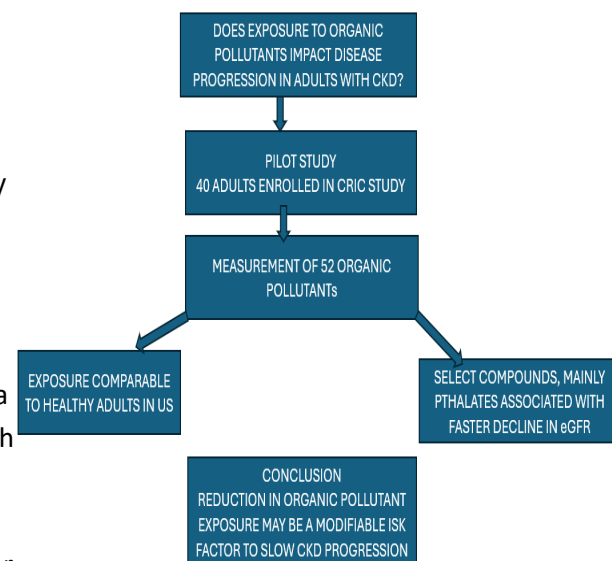 DOES EXPOSURE TO ORGANIC
POLLUTANTS IMPACT DISEASE
PROGRESSION IN ADULTS WITH CKD?
PILOT STUDY
40 ADULTS ENROLLED IN CRIC STUDY
MEASUREMENT OF 52 ORGANIC
POLLUTANTs
EXPOSURE COMPARABLE
TO HEALTHY ADULTS IN US
SELECT COMPOUNDS, MAINLY
PTHALATES ASSOCIATED WITH
FASTER DECLINE IN eGFR
CONCLUSION
REDUCTION IN ORGANIC POLLUTANT
EXPOSURE MAY BE A MODIFIABLE ISK
FACTOR TO SLOW CKD PROGRESSION